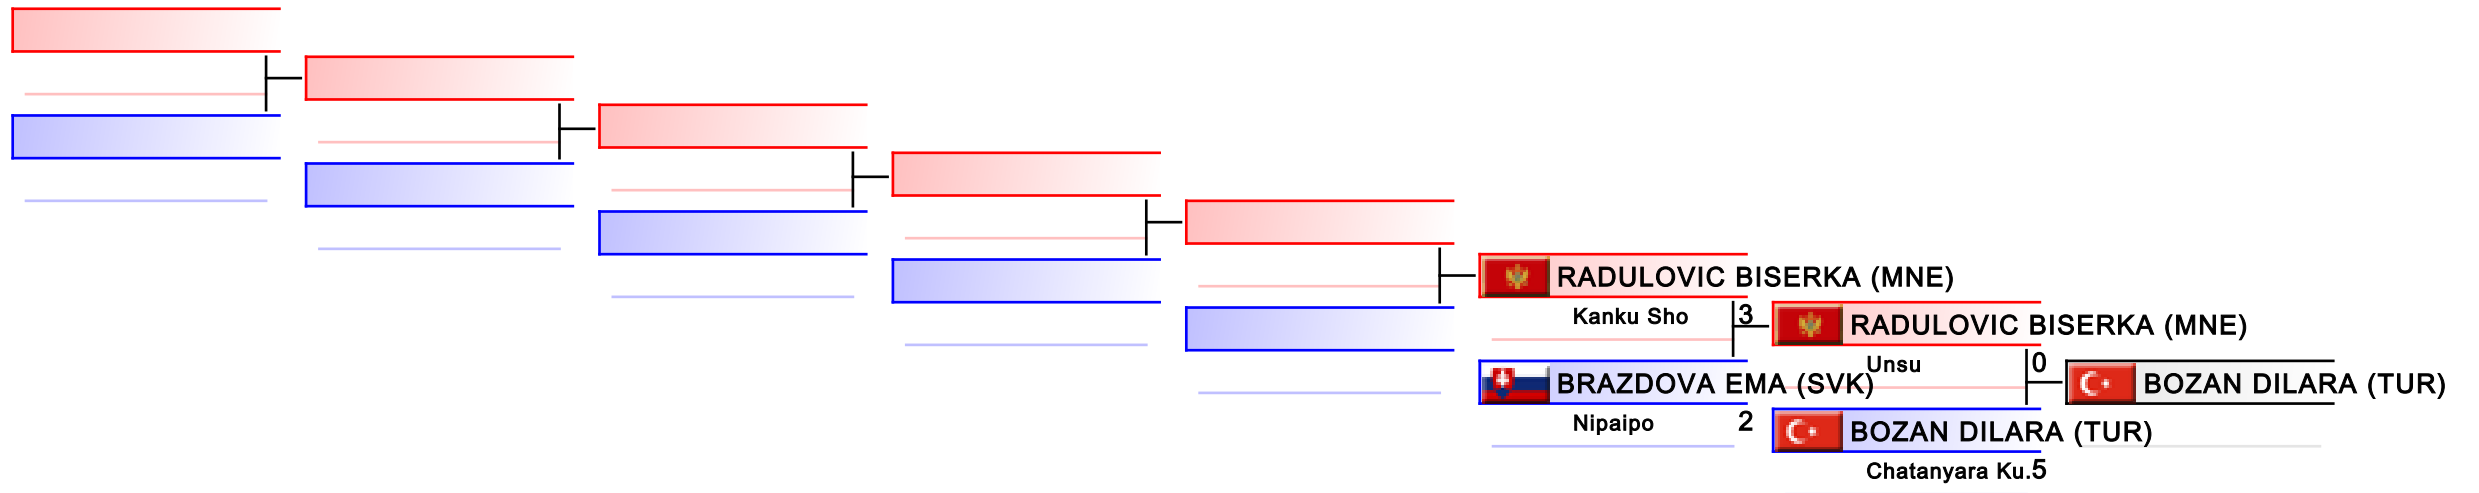 RADULOVIC BISERKA (MNE)
Kanku Sho 3
BRAZDOVA EMA (SVK)
Nipaipo 2
RADULOVIC BISERKA (MNE)
Unsu 0
BOZAN DILARA (TUR)
Chatanyara Ku. 5
BOZAN DILARA (TUR)